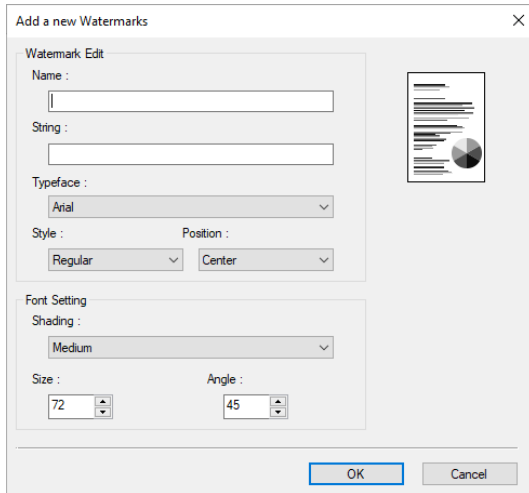 Add a new Watermarks
Watermark Edit
Name :
String :
Typeface :
Arial
Style : Position :
Regular Center
Font Setting
Shading :
Medium
Size : Angle :
72 45
OK Cancel